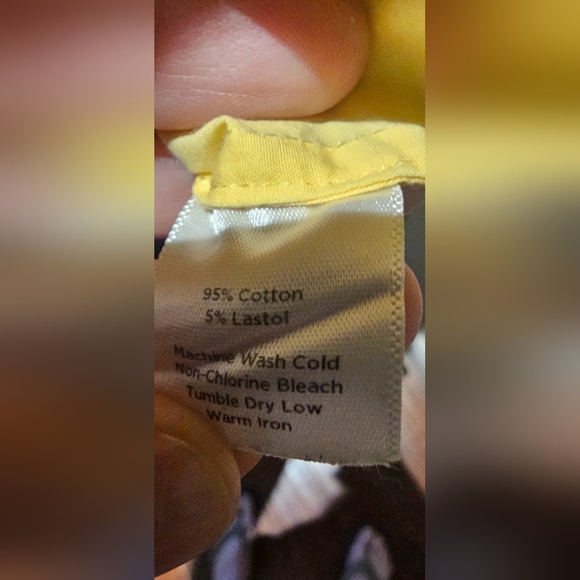 95% Cotton
5% Lastol
Machine Wash Cold
Non-Chlorine Bleach
Tumble Dry Low
Warm Iron